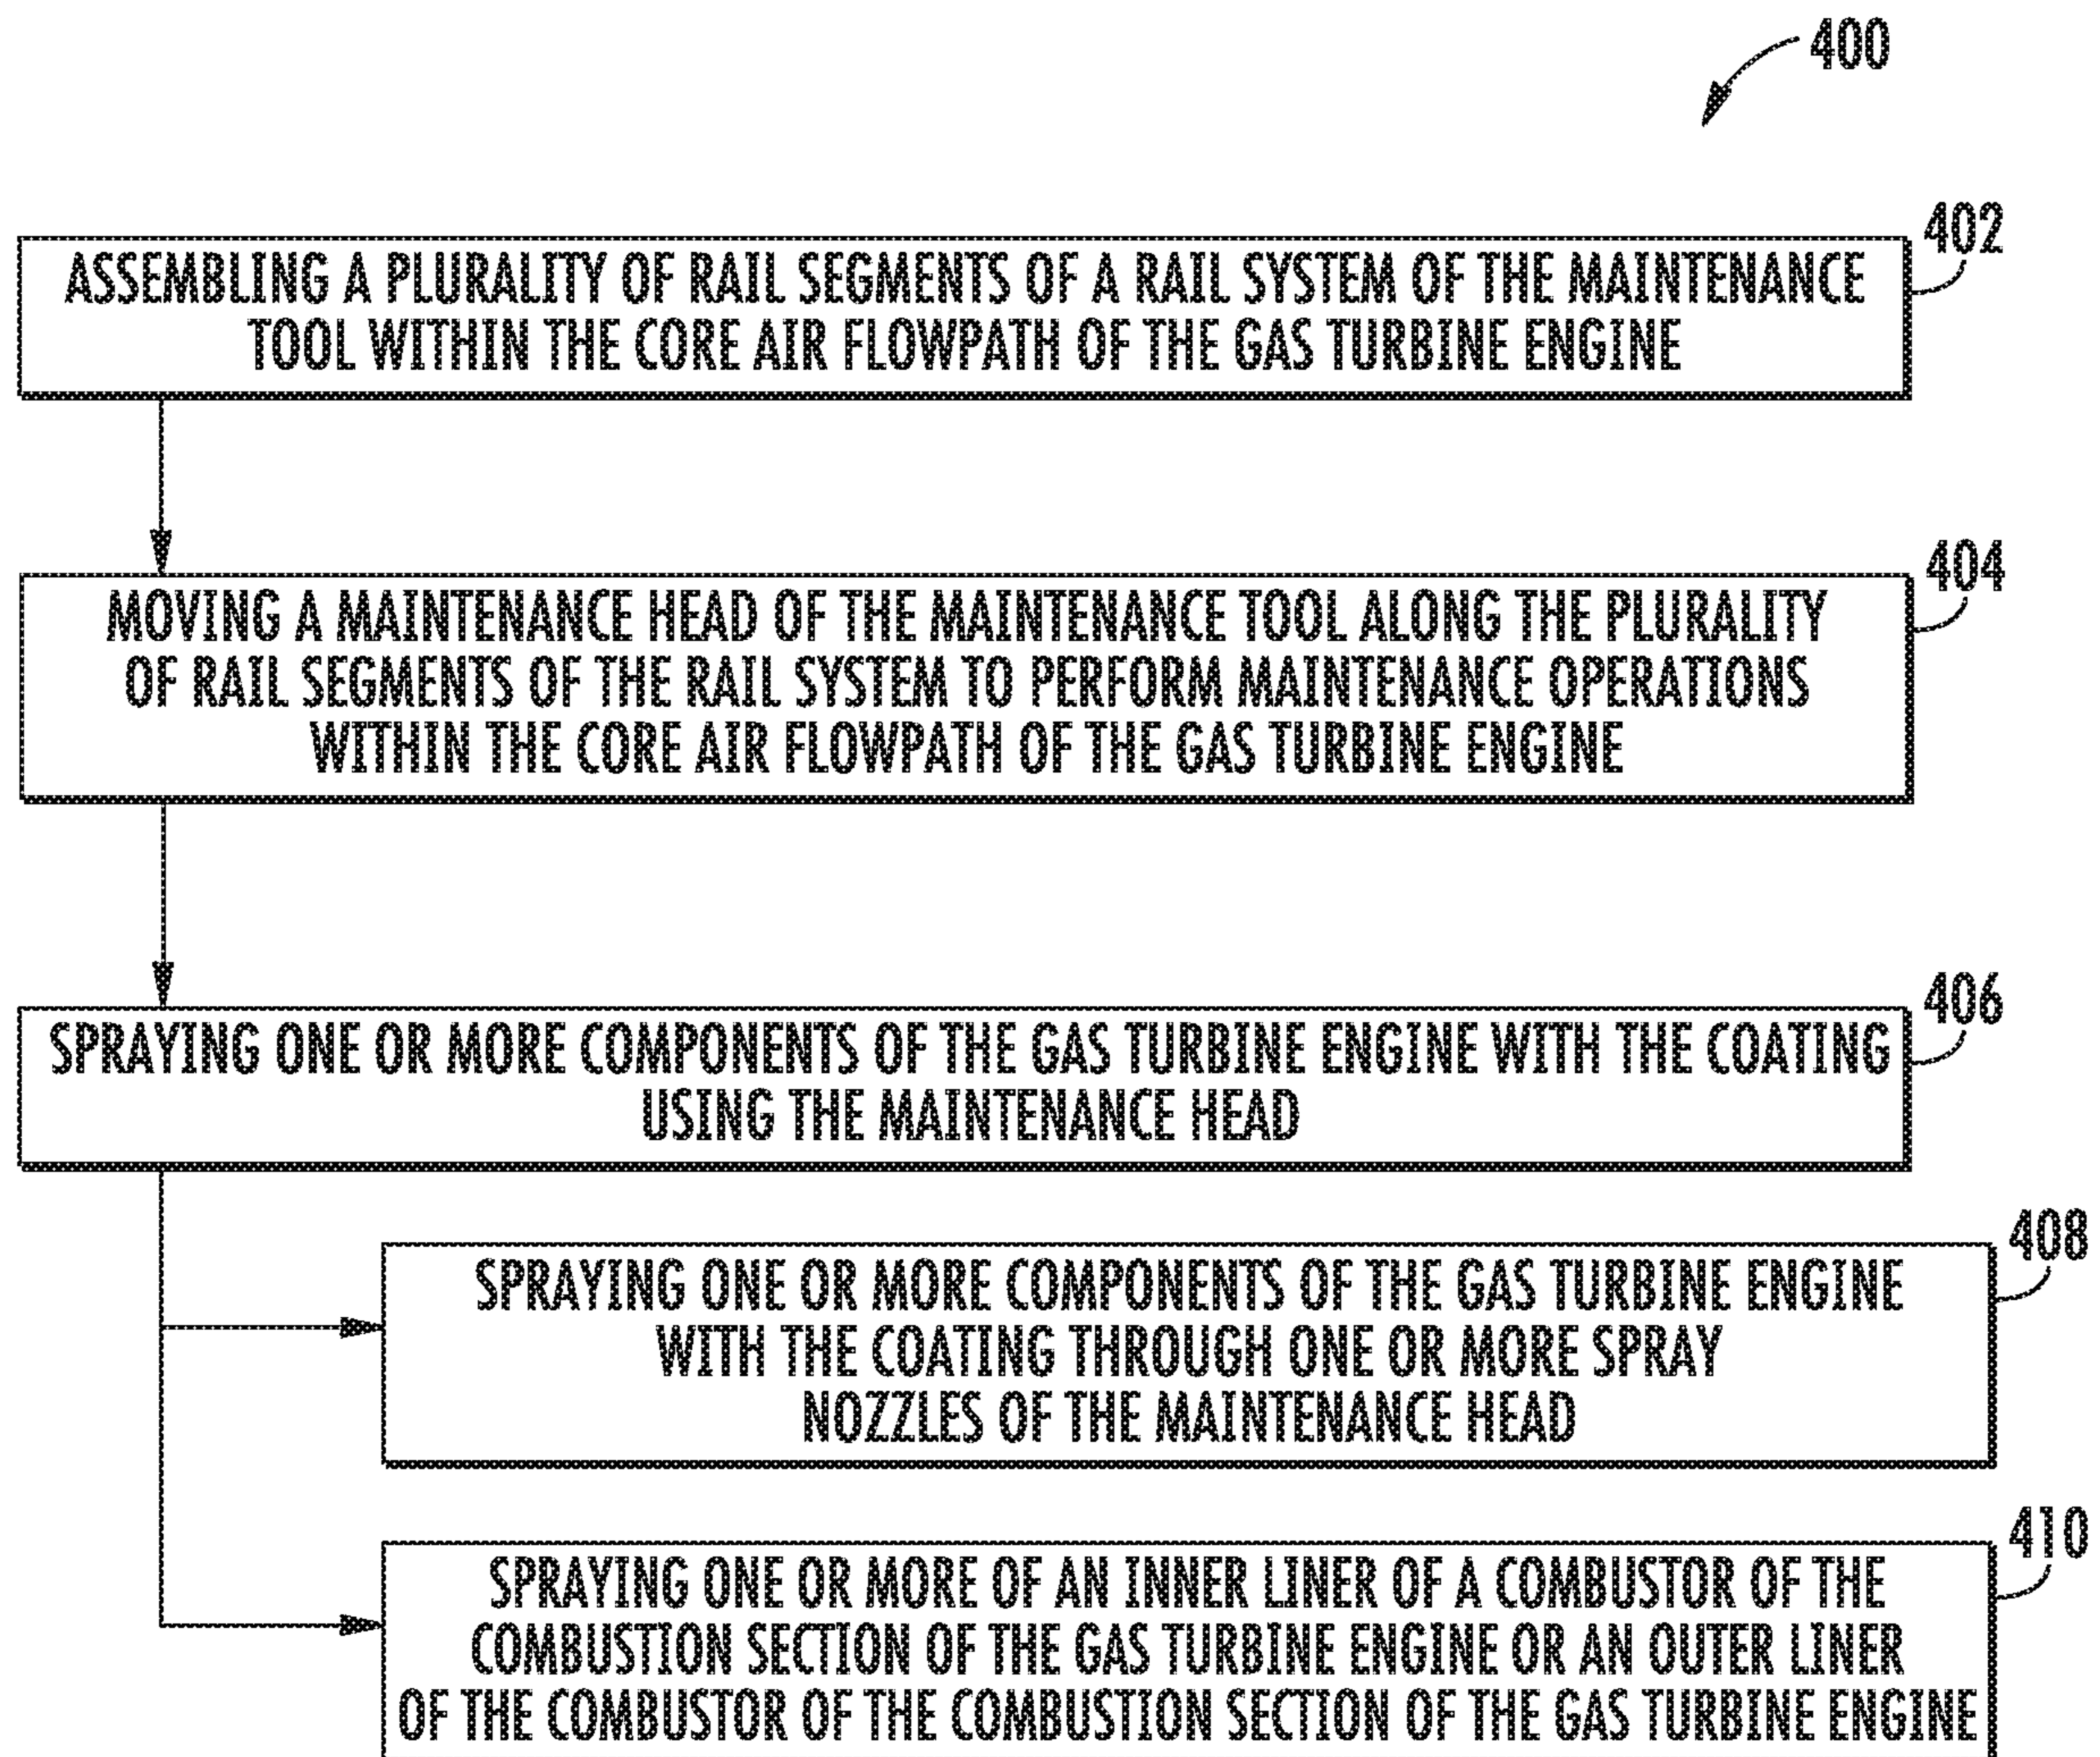 400
402
ASSEMBLING A PLURALITY OF RAIL SEGMENTS OF A RAIL SYSTEM OF THE MAINTENANCE
TOOL WITHIN THE CORE AIR FLOWPATH OF THE GAS TURBINE ENGINE
404
MOVING A MAINTENANCE HEAD OF THE MAINTENANCE TOOL ALONG THE PLURALITY
OF RAIL SEGMENTS OF THE RAIL SYSTEM TO PERFORM MAINTENANCE OPERATIONS
WITHIN THE CORE AIR FLOWPATH OF THE GAS TURBINE ENGINE
406
SPRAYING ONE OR MORE COMPONENTS OF THE GAS TURBINE ENGINE WITH THE COATING
USING THE MAINTENANCE HEAD
408
SPRAYING ONE OR MORE COMPONENTS OF THE GAS TURBINE ENGINE
WITH THE COATING THROUGH ONE OR MORE SPRAY
NOZZLES OF THE MAINTENANCE HEAD
410
SPRAYING ONE OR MORE OF AN INNER LINER OF A COMBUSTOR OF THE
COMBUSTION SECTION OF THE GAS TURBINE ENGINE OR AN OUTER LINER
OF THE COMBUSTOR OF THE COMBUSTION SECTION OF THE GAS TURBINE ENGINE